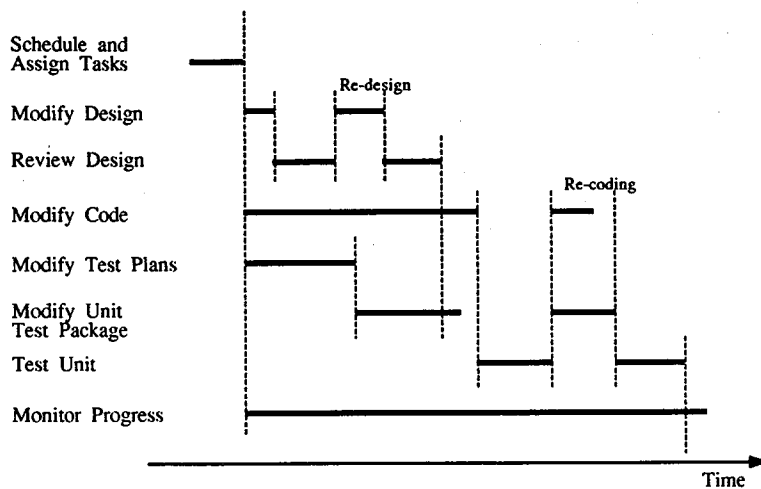 Schedule and
Assign Tasks
Re-design
Modify Design
Review Design
Re-coding
Modify Code
Modify Test Plans
Modify Unit
Test Package
Test Unit
Monitor Progress
Time